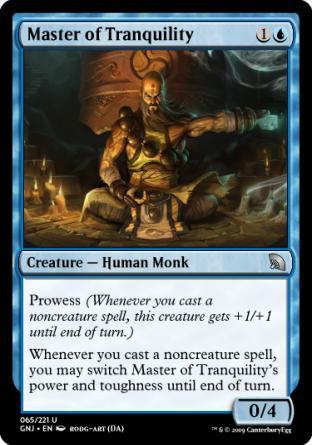 Master of Tranquility 1
Creature — Human Monk
Prowess (Whenever you cast a
noncreature spell, this creature gets +1/+1
until end of turn.)
Whenever you cast a noncreature spell,
you may switch Master of Tranquility's
power and toughness until end of turn.
065/221 U
GNJ • EN RODG-ART (DA)
™ & © 2019 CanterburyEgg
0/4